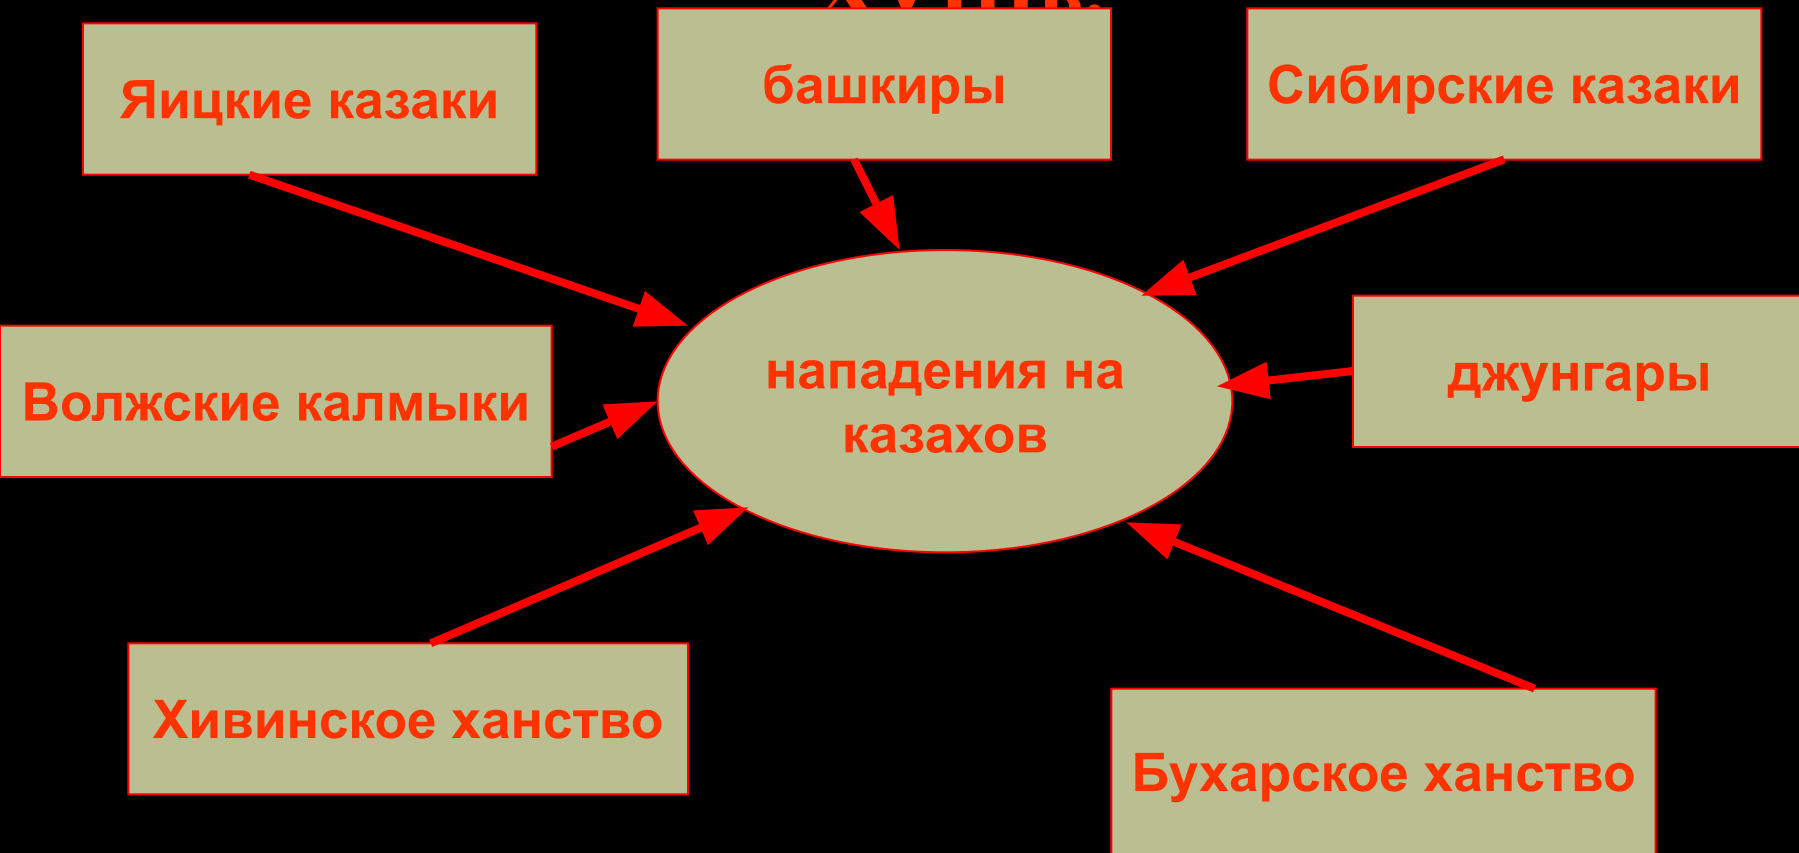 Яицкие казаки
башкиры
Сибирские казаки
нападения на
казахов
джунгары
Волжские калмыки
Хивинское ханство
Бухарское ханство